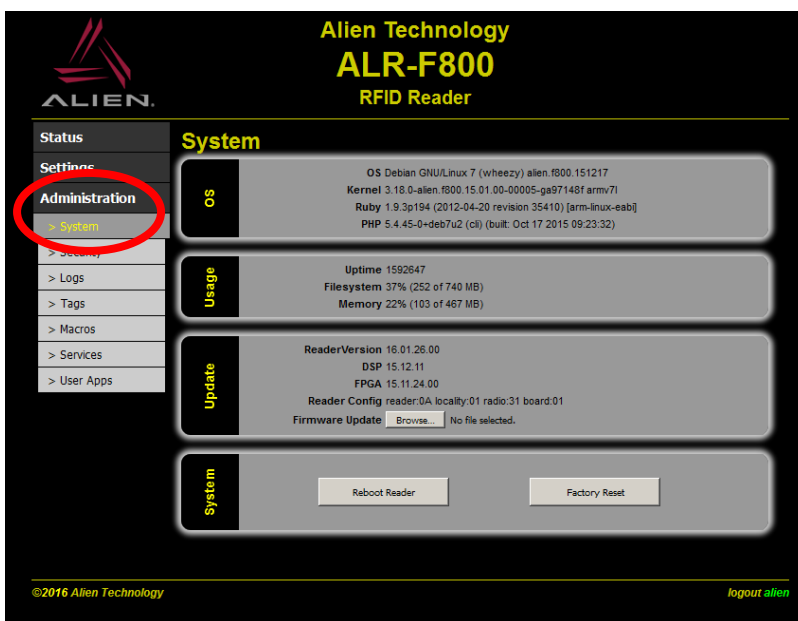 Alien Technology
ALR-F800
RFID Reader
ALIEN.
Status
Settings
Administration
> System
> Security
> Logs
> Tags
> Macros
> Services
> User Apps
System
OS
OS Debian GNU/Linux 7 (wheezy) alien.f800.151217
Kernel 3.18.0-alien.f800.15.01.00-00005-ga97148f armv7l
Ruby 1.9.3p194 (2012-04-20 revision 35410) [arm-linux-eabi]
PHP 5.4.45-0+deb7u2 (cli) (built: Oct 17 2015 09:23:32)
Usage
Uptime 1592647
Filesystem 37% (252 of 740 MB)
Memory 22% (103 of 467 MB)
Update
ReaderVersion 16.01.26.00
DSP 15.12.11
FPGA 15.11.24.00
Reader Config reader:0A locality:01 radio:31 board:01
Firmware Update Browse... No file selected.
System
Reboot Reader Factory Reset
©2016 Alien Technology
logout alien